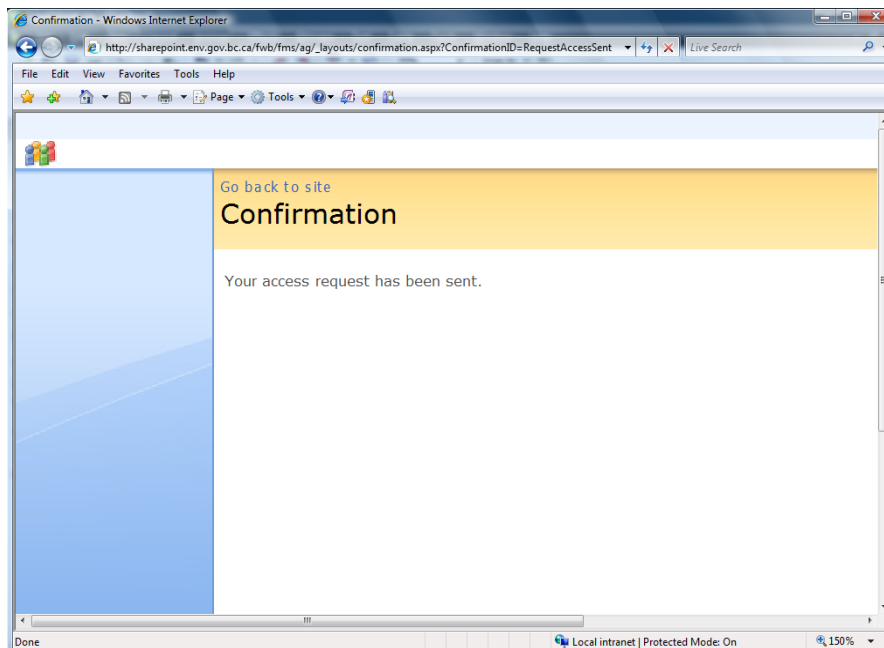 Confirmation - Windows Internet Explorer
http://sharepoint.env.gov.bc.ca/fwb/fms/ag/_layouts/confirmation.aspx?ConfirmationID=RequestAccessSent
Live Search
File Edit View Favorites Tools Help
Page Tools
Go back to site
Confirmation
Your access request has been sent.
Done
Local intranet | Protected Mode: On
150%